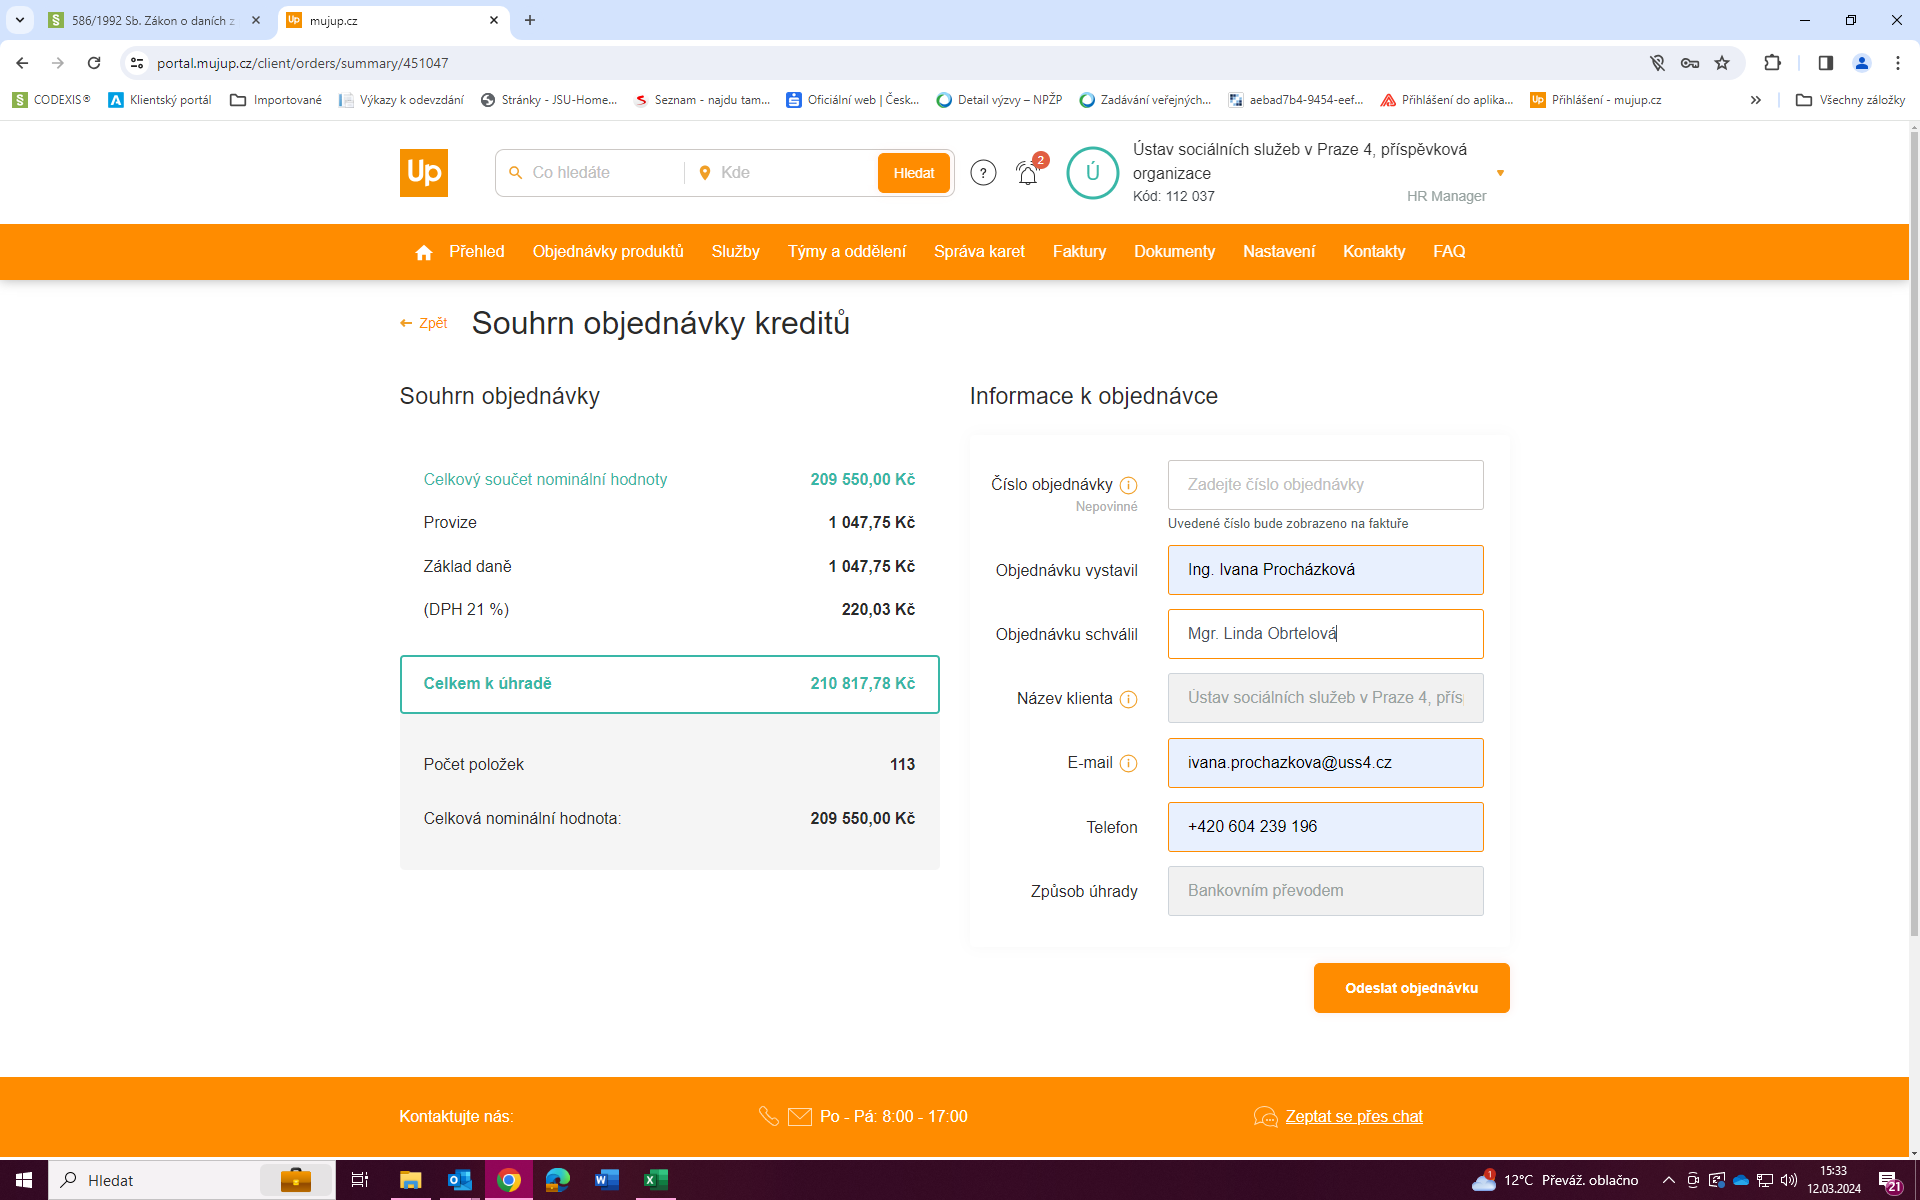 586/1992 Sb. Zákon o daních z
mujup.cz
portal.mujup.cz/client/orders/summary/451047
CODEXIS®
Klientský portál
Importované
Výkazy k odevzdání
Stránky - JSU-Home...
Seznam - najdu tam...
Oficiální web | Česk...
Detail výzvy – NPŽP
Zadávání veřejných...
aebad7b4-9454-eef...
Přihlášení do aplika...
Přihlášení - mujup.cz
Všechny záložky
Up
Co hledáte
Kde
Hledat
?
2
Ú
Ústav sociálních služeb v Praze 4, příspěvková
organizace
Kód: 112 037
HR Manager
Přehled
Objednávky produktů
Služby
Týmy a oddělení
Správa karet
Faktury
Dokumenty
Nastavení
Kontakty
FAQ
Zpět
Souhrn objednávky kreditů
Souhrn objednávky
Celkový součet nominální hodnoty 209 550,00 Kč
Provize 1 047,75 Kč
Základ daně 1 047,75 Kč
(DPH 21 %) 220,03 Kč
Celkem k úhradě 210 817,78 Kč
Počet položek 113
Celková nominální hodnota: 209 550,00 Kč
Informace k objednávce
Číslo objednávky Zadejte číslo objednávky
Nepovinné
Uvedené číslo bude zobrazeno na faktuře
Objednávku vystavil Ing. Ivana Procházková
Objednávku schválil Mgr. Linda Obrtelová
Název klienta Ústav sociálních služeb v Praze 4, přís
E-mail ivana.prochazkova@uss4.cz
Telefon +420 604 239 196
Způsob úhrady Bankovním převodem
Odeslat objednávku
Kontaktujte nás:
Po - Pá: 8:00 - 17:00
Zeptat se přes chat
Hledat
1
12°C Převáž. oblačno
15:33
12.03.2024
21